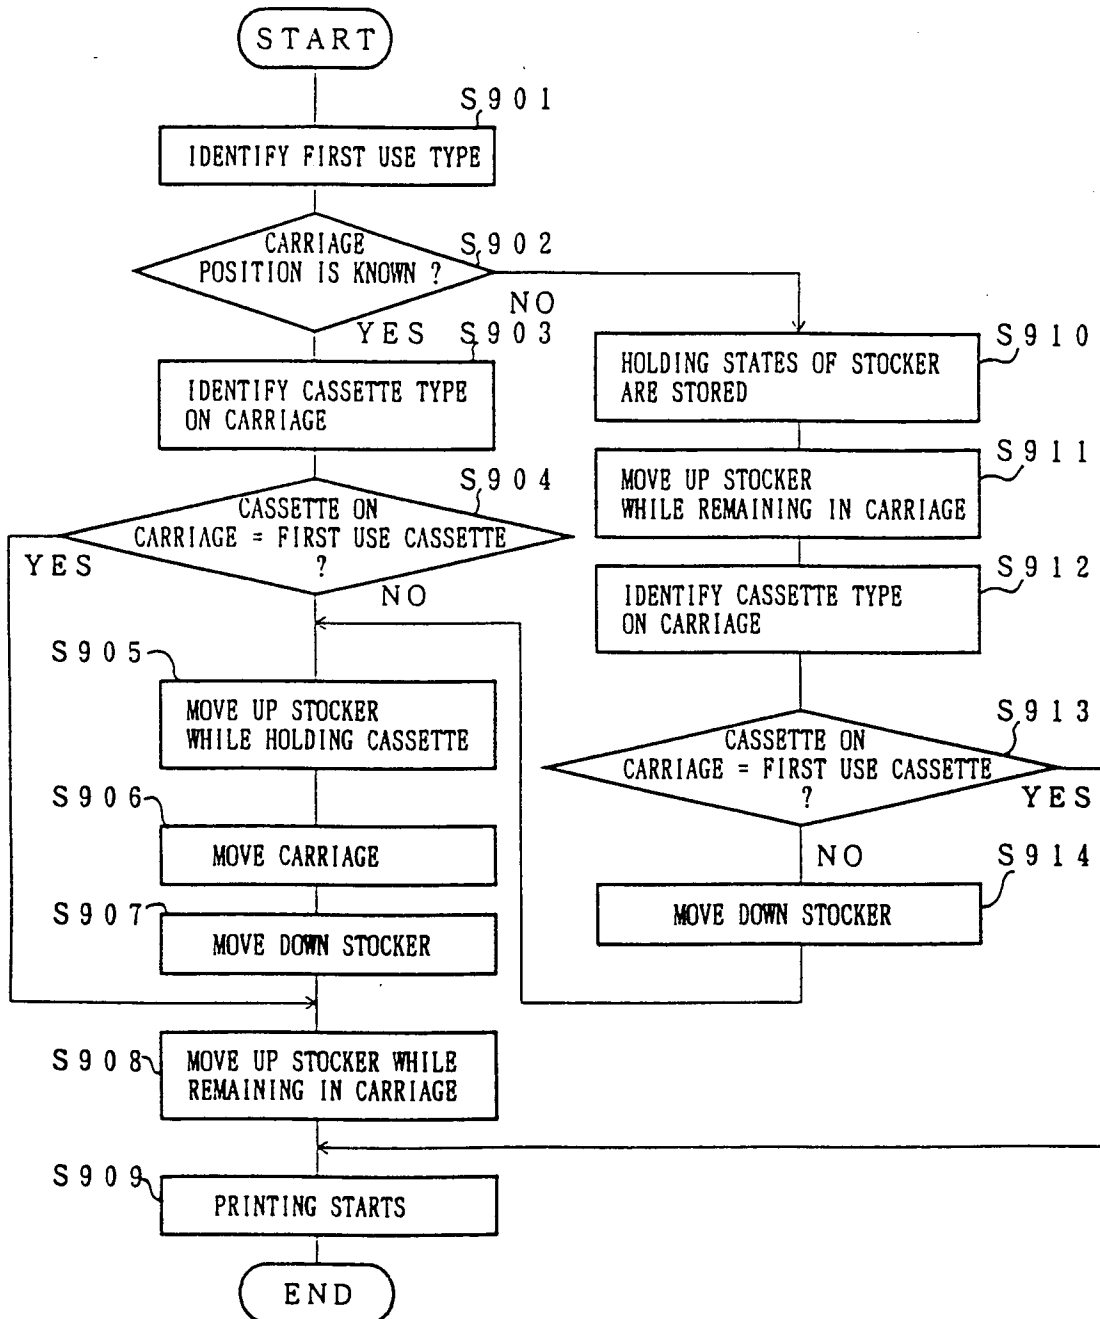 START
S901
IDENTIFY FIRST USE TYPE
S902
CARRIAGE
POSITION IS KNOWN ?
NO
YES
S903
IDENTIFY CASSETTE TYPE
ON CARRIAGE
S904
CASSETTE ON
CARRIAGE = FIRST USE CASSETTE
?
YES
NO
S905
MOVE UP STOCKER
WHILE HOLDING CASSETTE
S906
MOVE CARRIAGE
S907
MOVE DOWN STOCKER
S908
MOVE UP STOCKER WHILE
REMAINING IN CARRIAGE
S909
PRINTING STARTS
END
S910
HOLDING STATES OF STOCKER
ARE STORED
S911
MOVE UP STOCKER
WHILE REMAINING IN CARRIAGE
S912
IDENTIFY CASSETTE TYPE
ON CARRIAGE
S913
CASSETTE ON
CARRIAGE = FIRST USE CASSETTE
?
YES
NO
S914
MOVE DOWN STOCKER